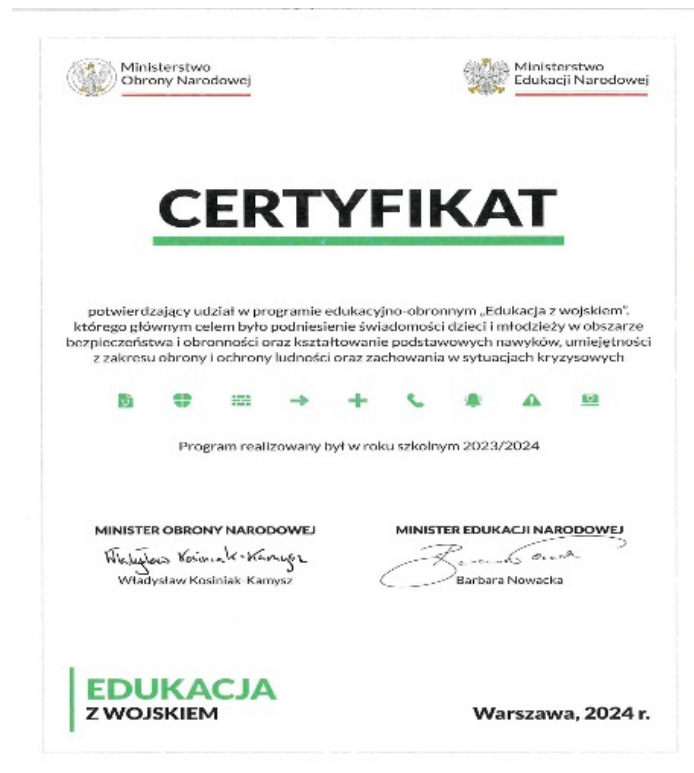 Ministerstwo
Obrony Narodowej
Ministerstwo
Edukacji Narodowej
CERTYFIKAT
potwierdzający udział w programie edukacyjno-obronnym „Edukacja z wojskiem”,
którego głównym celem było podniesienie świadomości dzieci i młodzieży w obszarze
bezpieczeństwa i obronności oraz kształtowanie podstawowych nawyków, umiejętności
z zakresu obrony i ochrony ludności oraz zachowania w sytuacjach kryzysowych
Program realizowany był w roku szkolnym 2023/2024
MINISTER OBRONY NARODOWEJ
Władysław Kosiniak-Kamysz
Władysław Kosiniak-Kamysz
MINISTER EDUKACJI NARODOWEJ
Barbara Nowacka
EDUKACJA
Z WOJSKIEM
Warszawa, 2024 r.